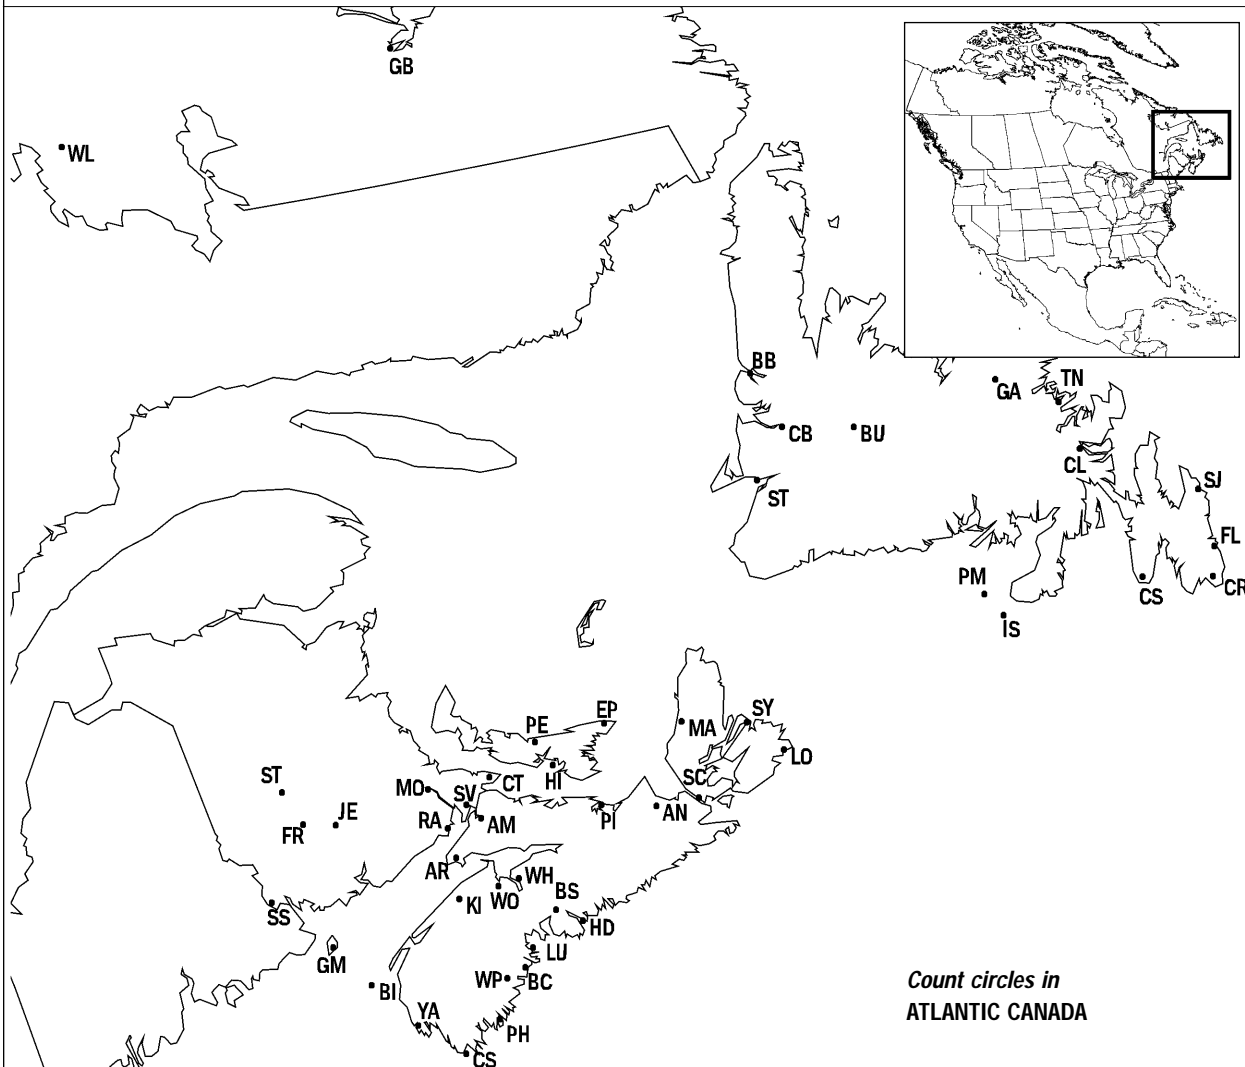 GB
WL
BB
GA
TN
CB
BU
CL
ST
SJ
FL
PM
CS
CR
IS
EP
SY
PE
MA
LO
ST
MO
SV
CT
HI
SC
JE
FR
RA
AM
PI
AN
AR
WH
WO
BS
KI
SS
HD
GM
LU
WP
BC
BI
YA
PH
CS
Count circles in
ATLANTIC CANADA